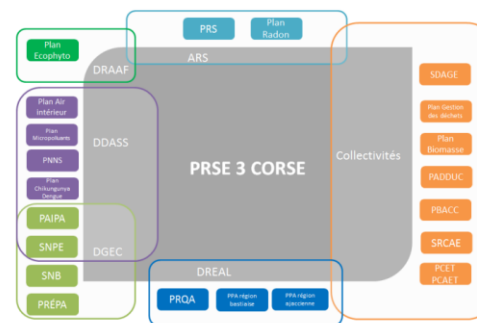 PRS
Plan
Radon
ARS
Plan
Ecophyto
DRAAF
Plan Air
Intérieur
Plan
Micropolluants
PNNS
Plan
Chikungunya
Dengue
DDASS
PAIPA
SNPE
SNB
PRÉPA
DGEC
PRSE 3 CORSE
Collectivités
SDAGE
Plan Gestion
des déchets
Plan
Biomasse
PADDUC
PBACC
SRCAE
PCET
PCAET
DREAL
PRQA
PPA région
bastiaise
PPA région
ajaccienne